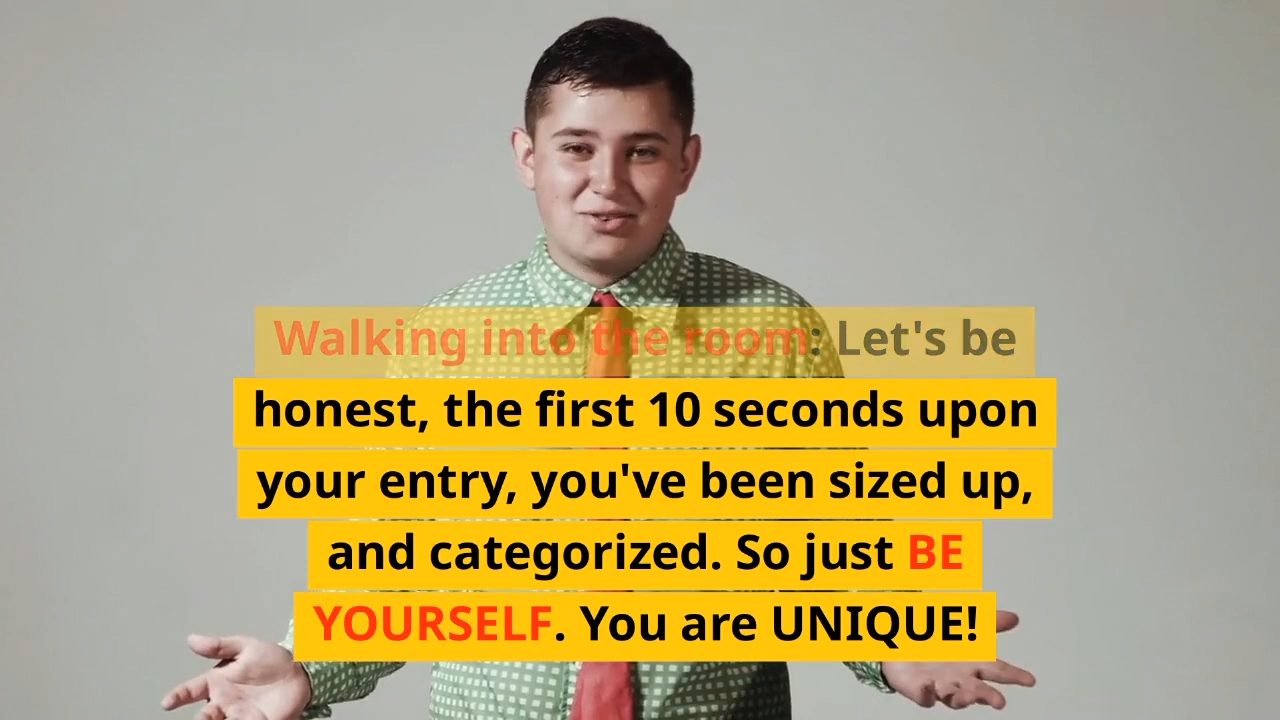 Walking into the room: Let's be
honest, the first 10 seconds upon
your entry, you've been sized up,
and categorized. So just BE
YOURSELF. You are UNIQUE!